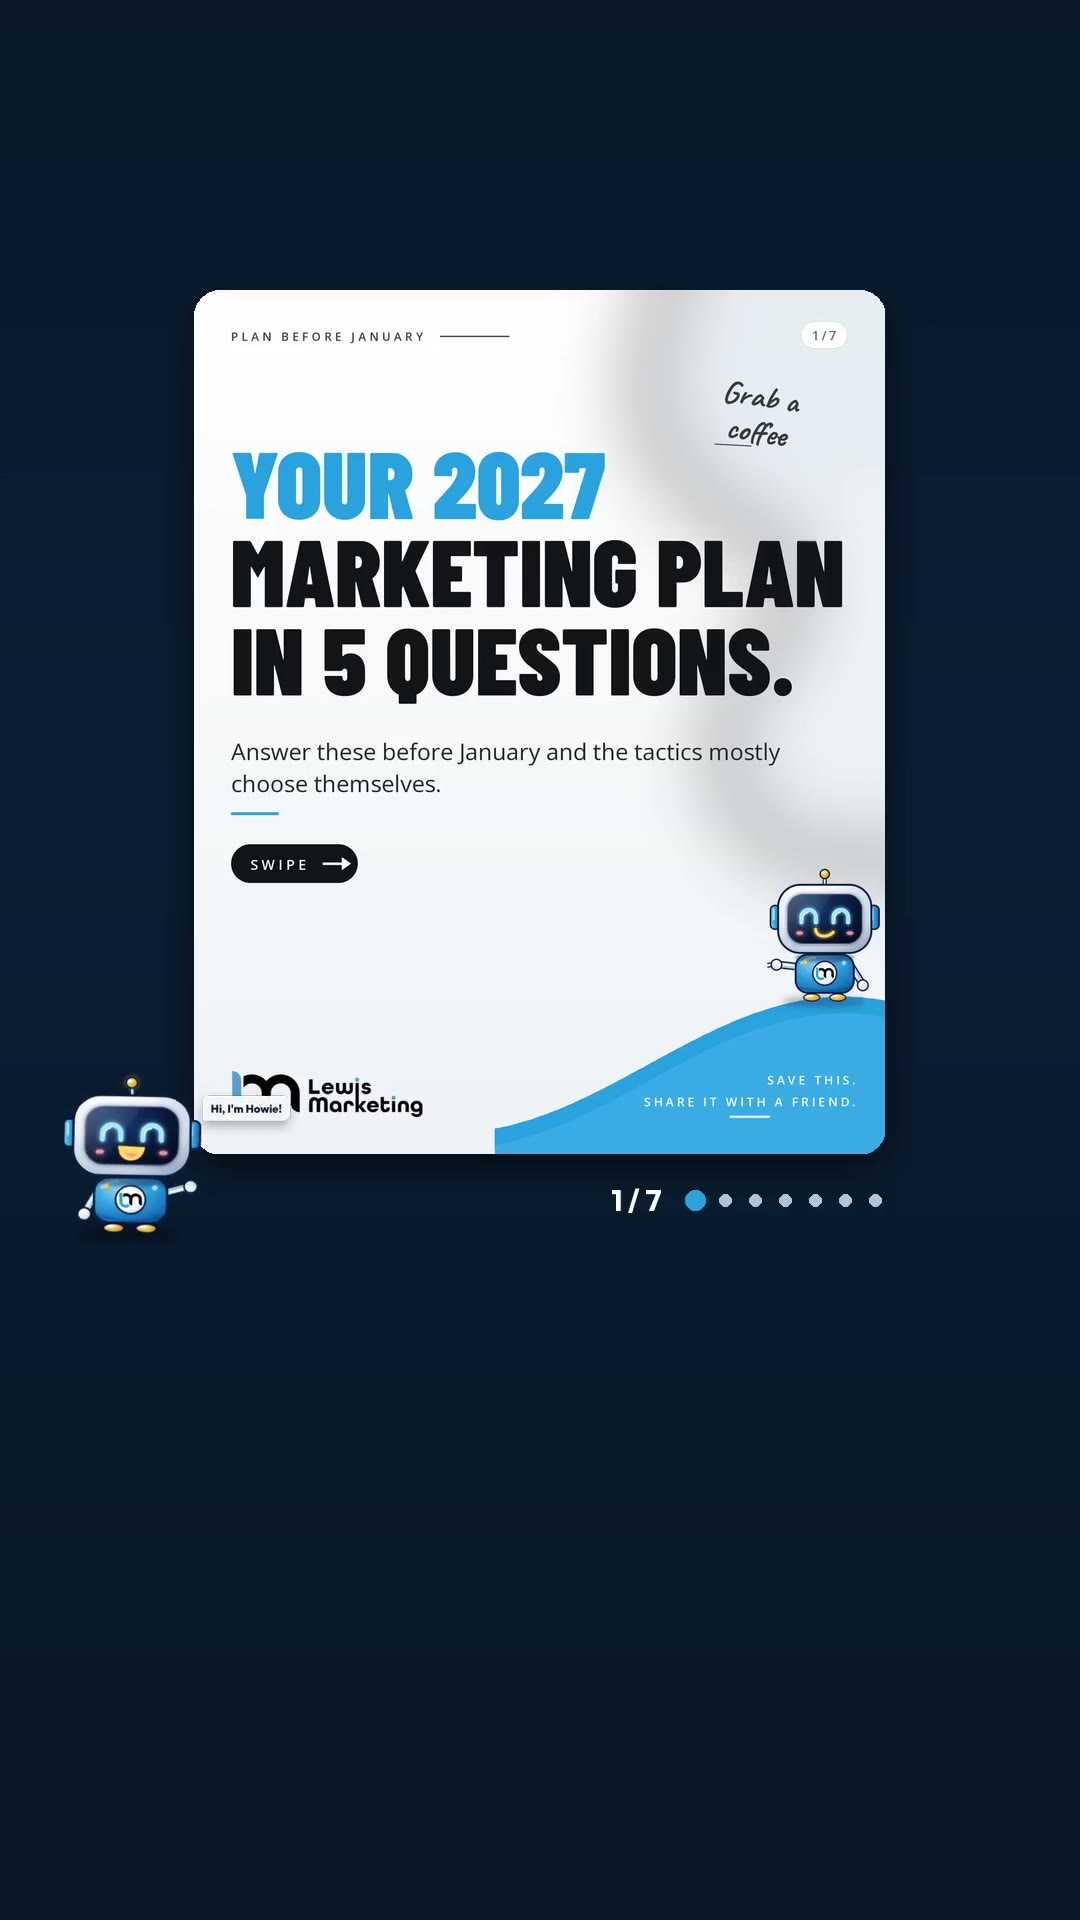 PLAN BEFORE JANUARY
1/7
Grab a
coffee
YOUR 2027
MARKETING PLAN
IN 5 QUESTIONS.
Answer these before January and the tactics mostly
choose themselves.
SWIPE
m
SAVE THIS.
SHARE IT WITH A FRIEND.
Lewis
Marketing
Hi, I'm Howie!
m
1/7